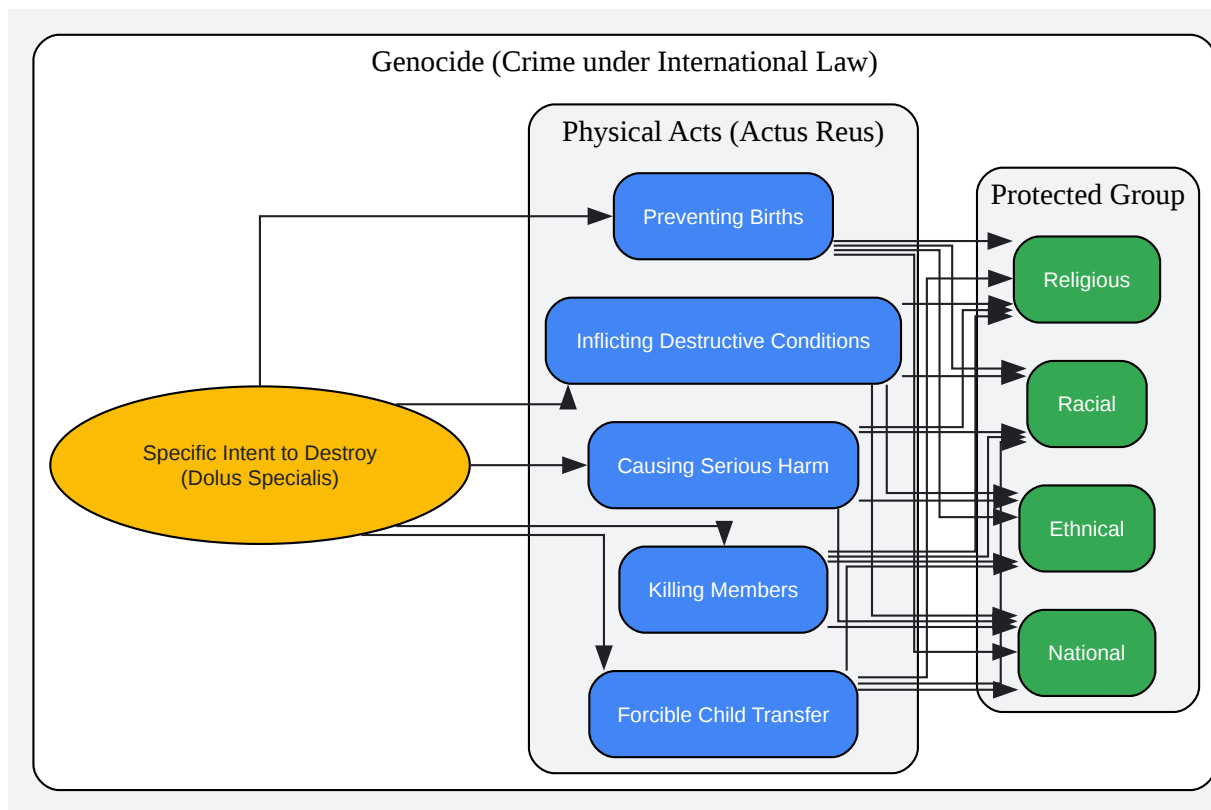 Genocide (Crime under International Law)
Physical Acts (Actus Reus)
Protected Group
Preventing Births
Religious
Inflicting Destructive Conditions
Racial
Specific Intent to Destroy
(Dolus Specialis)
Causing Serious Harm
Ethnical
Killing Members
National
Forcible Child Transfer